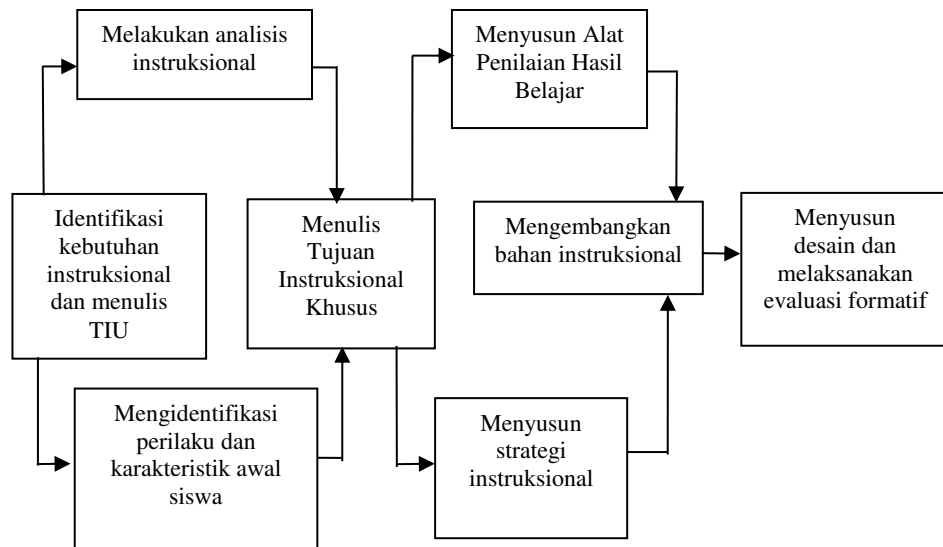 Melakukan analisis
instruksional
Menyusun Alat
Penilaian Hasil
Belajar
Identifikasi
kebutuhan
instruksional
dan menulis
TIU
Menulis
Tujuan
Instruksional
Khusus
Mengembangkan
bahan instruksional
Menyusun
desain dan
melaksanakan
evaluasi formatif
Mengidentifikasi
perilaku dan
karakteristik awal
siswa
Menyusun
strategi
instruksional